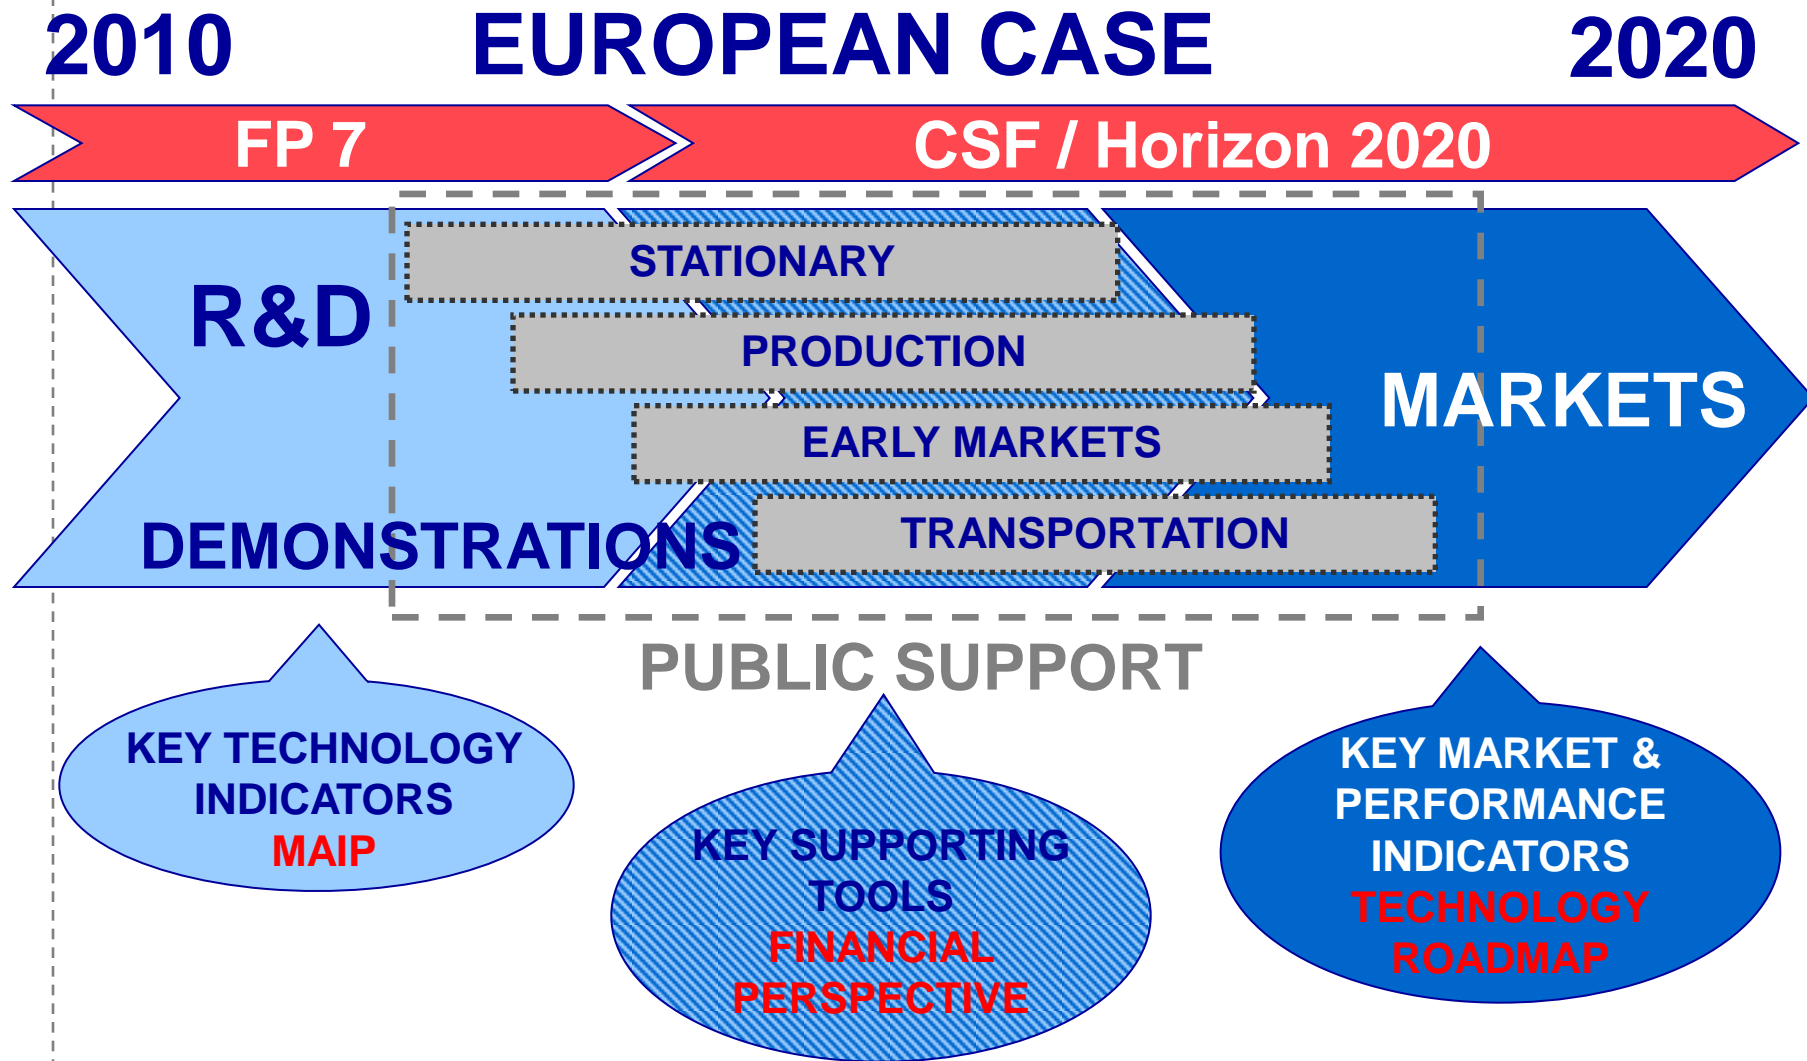 2010 EUROPEAN CASE 2020
FP 7 CSF / Horizon 2020
STATIONARY
R&D
PRODUCTION
MARKETS
EARLY MARKETS
TRANSPORTATION
DEMONSTRATIONS
PUBLIC SUPPORT
KEY TECHNOLOGY
INDICATORS
MAIP
KEY SUPPORTING
TOOLS
FINANCIAL
PERSPECTIVE
KEY MARKET &
PERFORMANCE
INDICATORS
TECHNOLOGY
ROADMAP